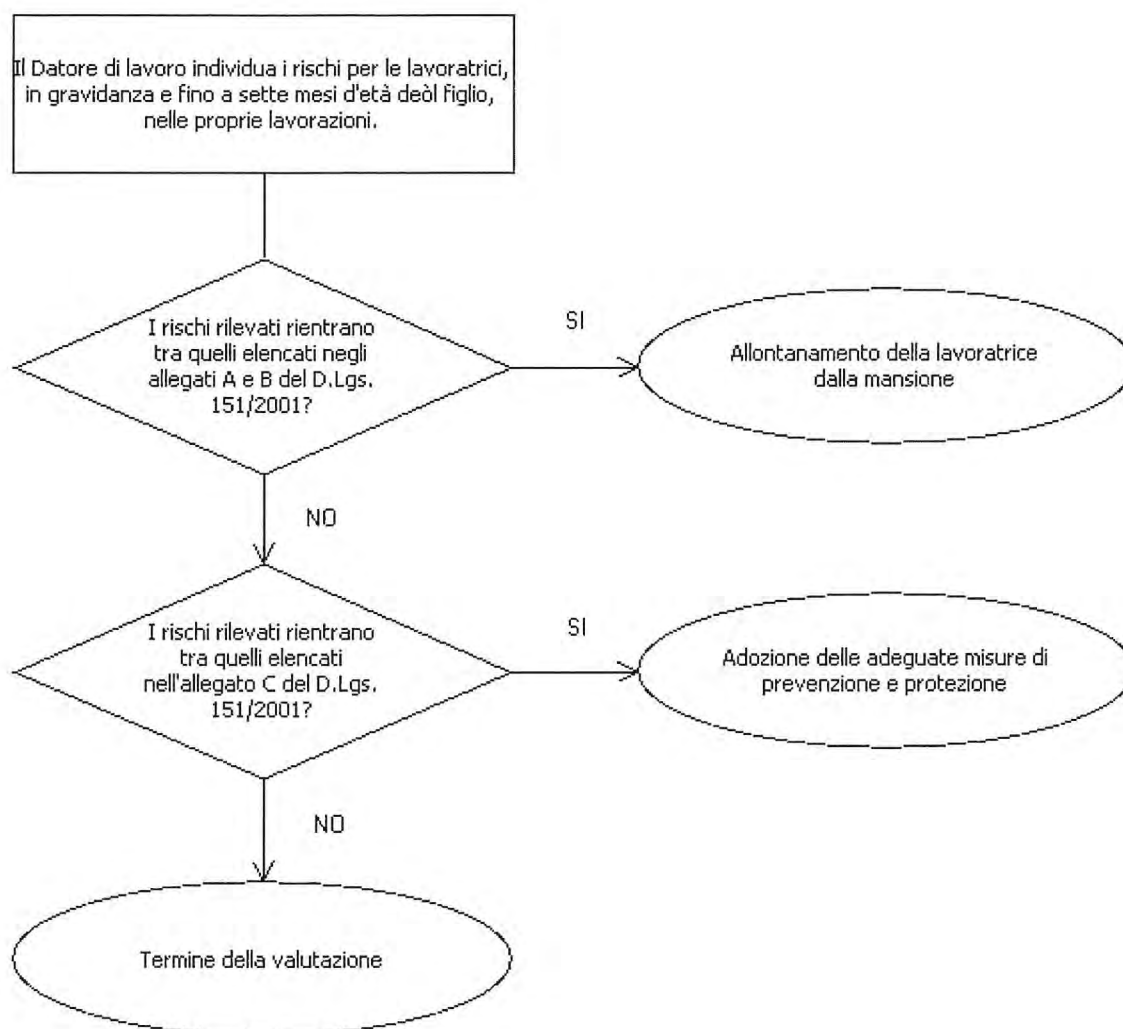 Il Datore di lavoro individua i rischi per le lavoratrici,
in gravidanza e fino a sette mesi d'età deòl figlio,
nelle proprie lavorazioni.
I rischi rilevati rientrano
tra quelli elencati negli
allegati A e B del D.Lgs.
151/2001?
SI
Allontanamento della lavoratrice
dalla mansione
NO
I rischi rilevati rientrano
tra quelli elencati
nell'allegato C del D.Lgs.
151/2001?
SI
Adozione delle adeguate misure di
prevenzione e protezione
NO
Termine della valutazione